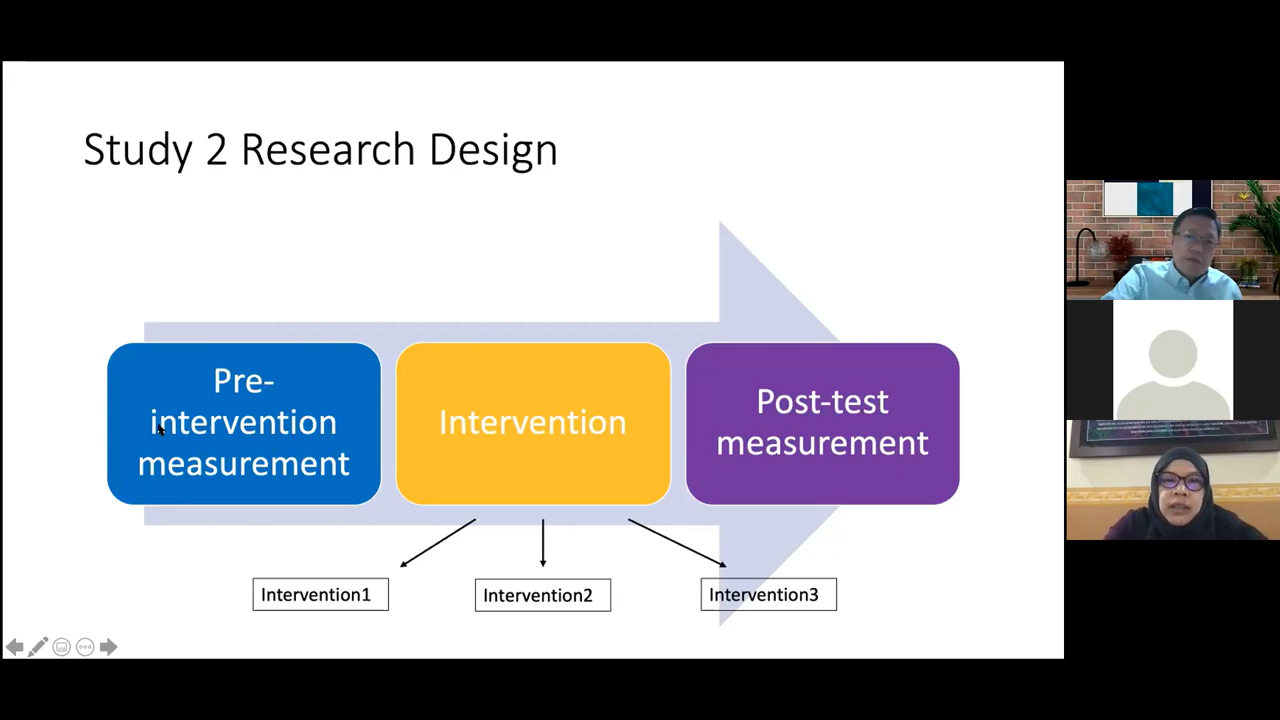 Study 2 Research Design
Pre-
intervention
measurement
Intervention
Post-test
measurement
Intervention1
Intervention2
Intervention3